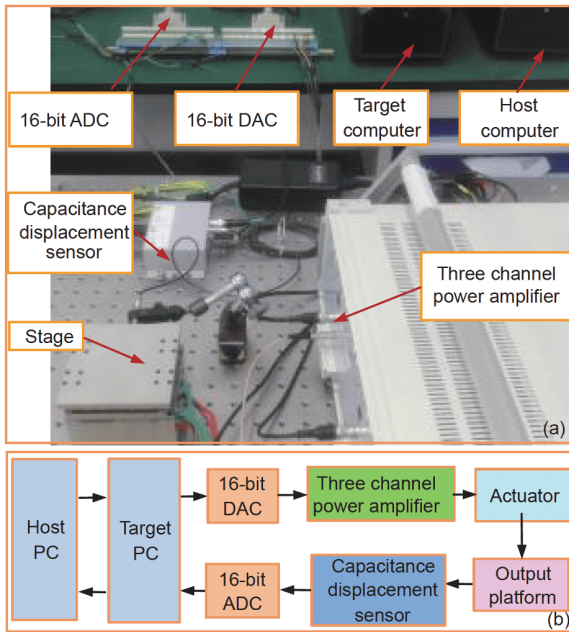 (a)
16-bit ADC
16-bit DAC
Target
computer
Host
computer
Capacitance
displacement
sensor
Three channel
power amplifier
Stage
(b)
Host
PC
Target
PC
16-bit
DAC
Three channel
power amplifier
Actuator
16-bit
ADC
Capacitance
displacement
sensor
Output
platform